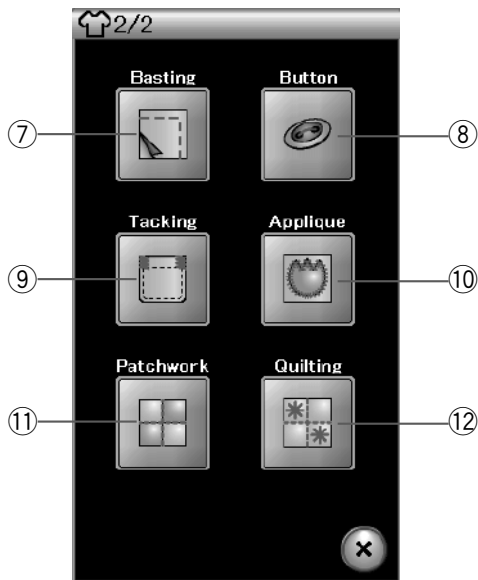 2/2
Basting Button
⑦ ⑧
Tacking Applique
⑨ ⑩
Patchwork Quilting
⑪ ⑫